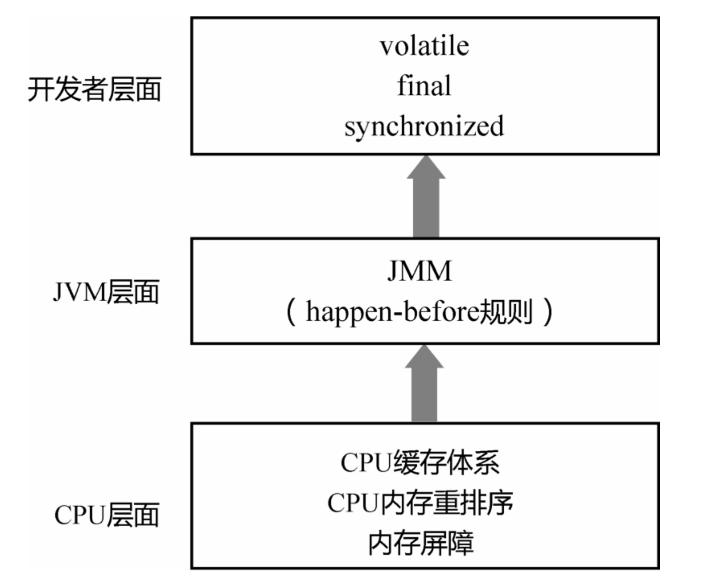 开发者层面
volatile
final
synchronized
JVM层面
JMM
（happen-before规则）
CPU层面
CPU缓存体系
CPU内存重排序
内存屏障